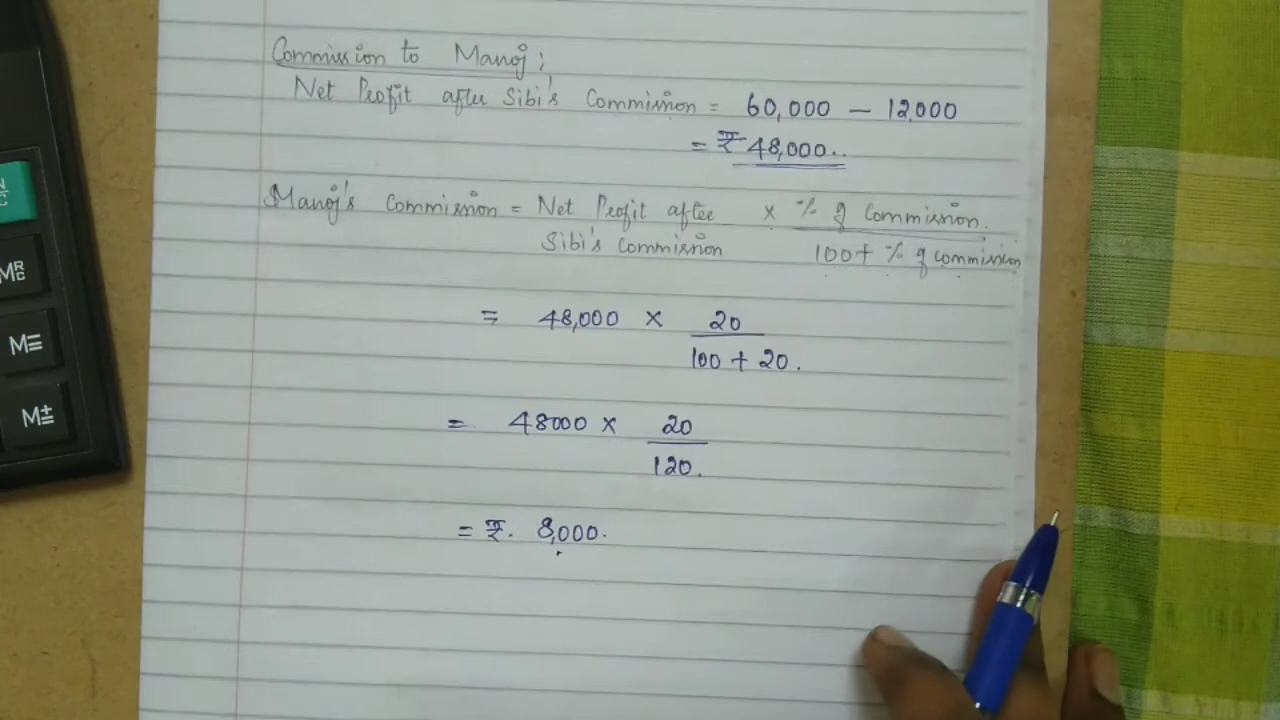 Commission to Manoj:
Net Profit after Sibi's Commission = 60,000 — 12,000
= ₹ 48,000..
Manoj's Commission = Net Profit after × % of Commission.
Sibi's Commission 100 + % of commission
= 48,000 × 20
100 + 20.
= 48000 × 20
120.
= ₹. 8,000.
MR
C
M=
M±